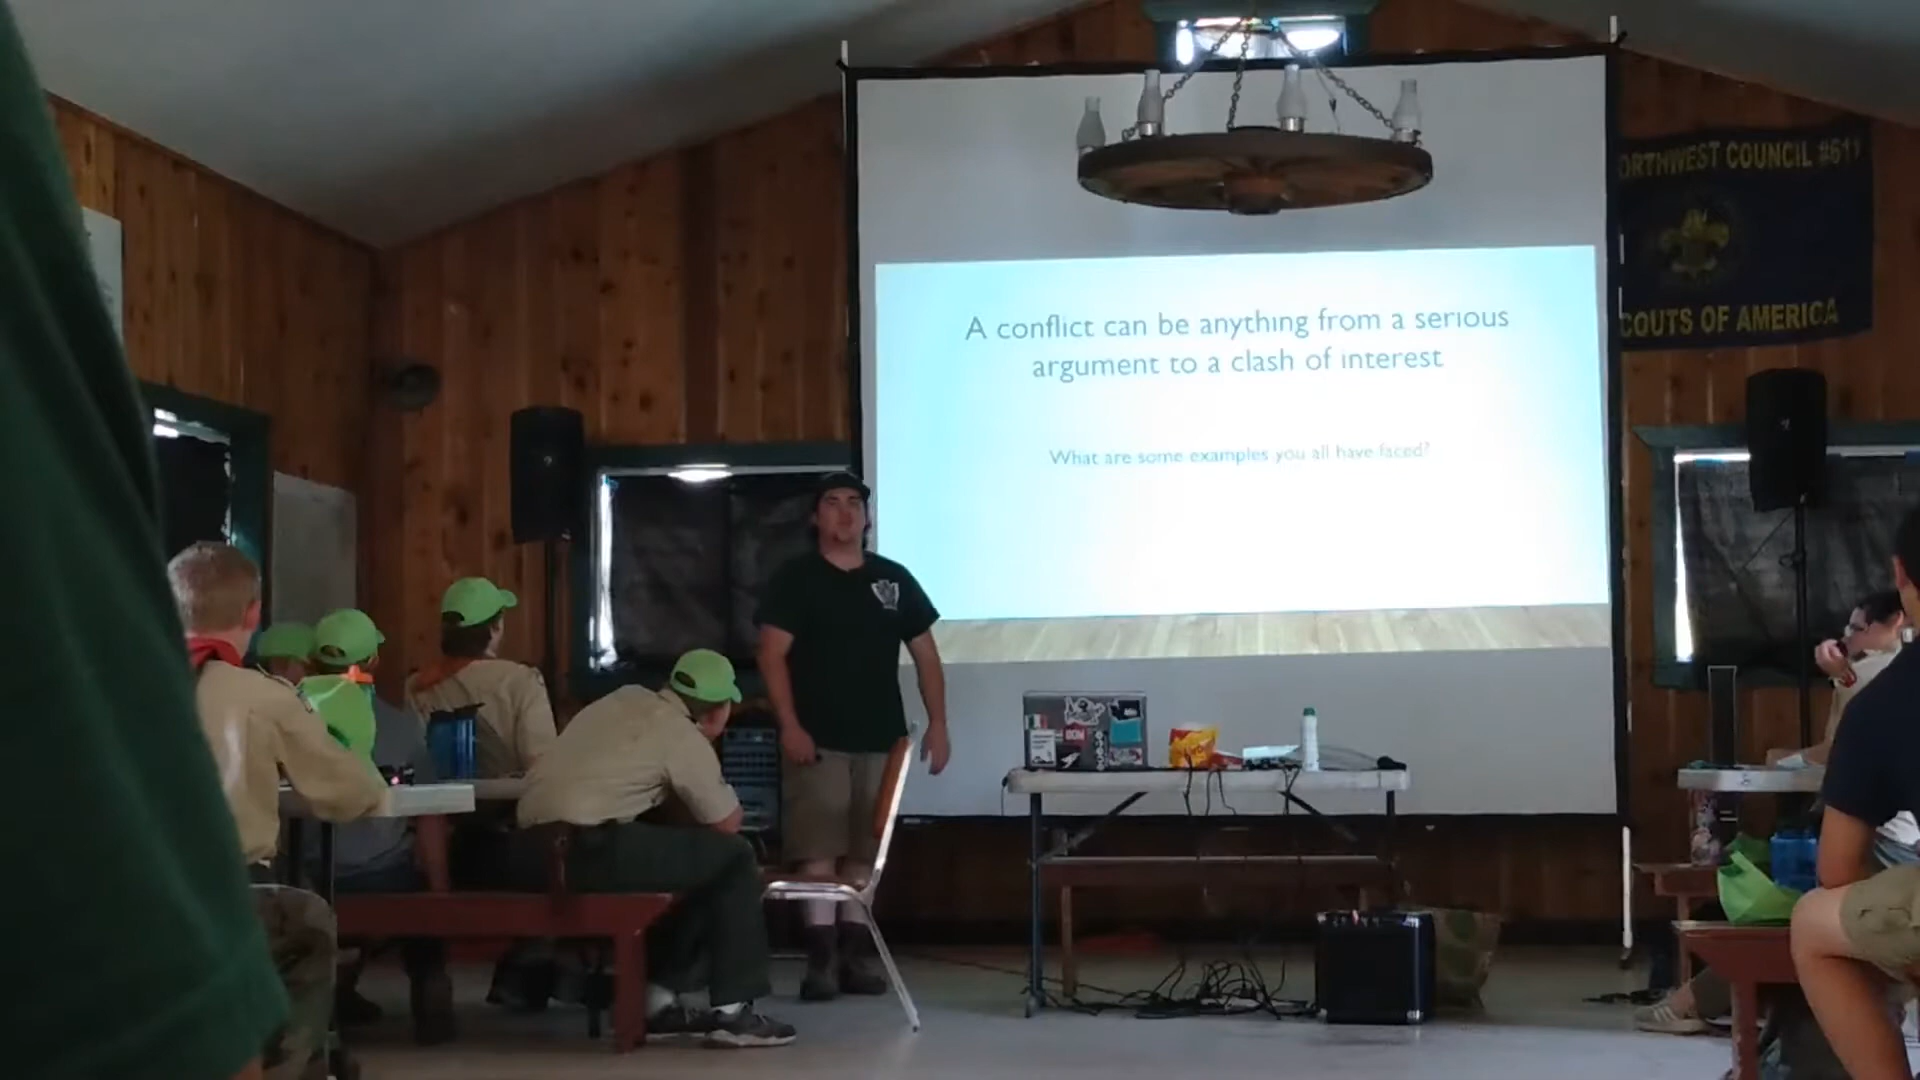 A conflict can be anything from a serious
argument to a clash of interest
What are some examples you all have faced?
ORTHWEST COUNCIL #611
COUTS OF AMERICA